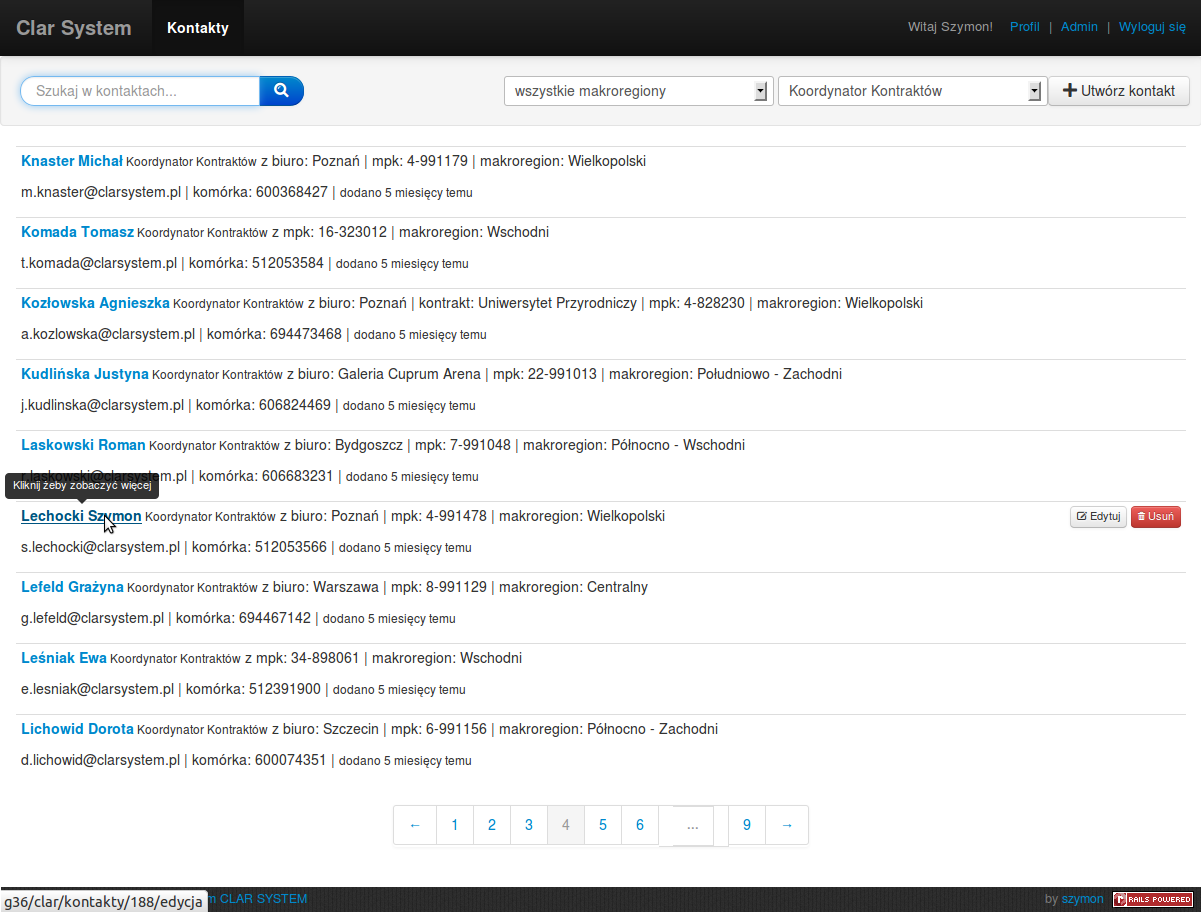 Clar System Kontakty Witaj Szymon! Profil | Admin | Wyloguj się
Szukaj w kontaktach... wszystkie makroregiony Koordynator Kontraktów Utwórz kontakt
Knaster Michał Koordynator Kontraktów z biuro: Poznań | mpk: 4-991179 | makroregion: Wielkopolski
m.knaster@clarsystem.pl | komórka: 600368427 | dodano 5 miesięcy temu
Komada Tomasz Koordynator Kontraktów z mpk: 16-323012 | makroregion: Wschodni
t.komada@clarsystem.pl | komórka: 512053584 | dodano 5 miesięcy temu
Kozłowska Agnieszka Koordynator Kontraktów z biuro: Poznań | kontrakt: Uniwersytet Przyrodniczy | mpk: 4-828230 | makroregion: Wielkopolski
a.kozlowska@clarsystem.pl | komórka: 694473468 | dodano 5 miesięcy temu
Kudlińska Justyna Koordynator Kontraktów z biuro: Galeria Cuprum Arena | mpk: 22-991013 | makroregion: Południowo - Zachodni
j.kudlinska@clarsystem.pl | komórka: 606824469 | dodano 5 miesięcy temu
Laskowski Roman Koordynator Kontraktów z biuro: Bydgoszcz | mpk: 7-991048 | makroregion: Północno - Wschodni
r.laskowski@clarsystem.pl | komórka: 606683231 | dodano 5 miesięcy temu
Kliknij żeby zobaczyć więcej
Lechocki Szymon Koordynator Kontraktów z biuro: Poznań | mpk: 4-991478 | makroregion: Wielkopolski Edytuj Usuń
s.lechocki@clarsystem.pl | komórka: 512053566 | dodano 5 miesięcy temu
Lefeld Grażyna Koordynator Kontraktów z biuro: Warszawa | mpk: 8-991129 | makroregion: Centralny
g.lefeld@clarsystem.pl | komórka: 694467142 | dodano 5 miesięcy temu
Leśniak Ewa Koordynator Kontraktów z mpk: 34-898061 | makroregion: Wschodni
e.lesniak@clarsystem.pl | komórka: 512391900 | dodano 5 miesięcy temu
Lichowid Dorota Koordynator Kontraktów z biuro: Szczecin | mpk: 6-991156 | makroregion: Północno - Zachodni
d.lichowid@clarsystem.pl | komórka: 600074351 | dodano 5 miesięcy temu
← 1 2 3 4 5 6 ... 9 →
g36/clar/kontakty/188/edycja CLAR SYSTEM by szymon RAILS POWERED